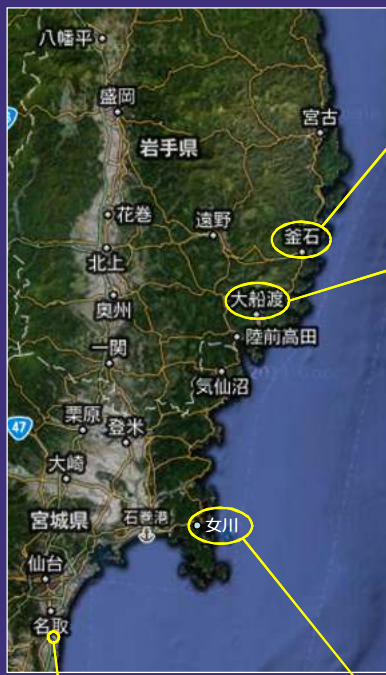 八幡平
盛岡
宮古
岩手県
花巻
遠野
釜石
北上
大船渡
奥州
陸前高田
一関
気仙沼
栗原
47
登米
大崎
石巻港
女川
宮城県
仙台
名取